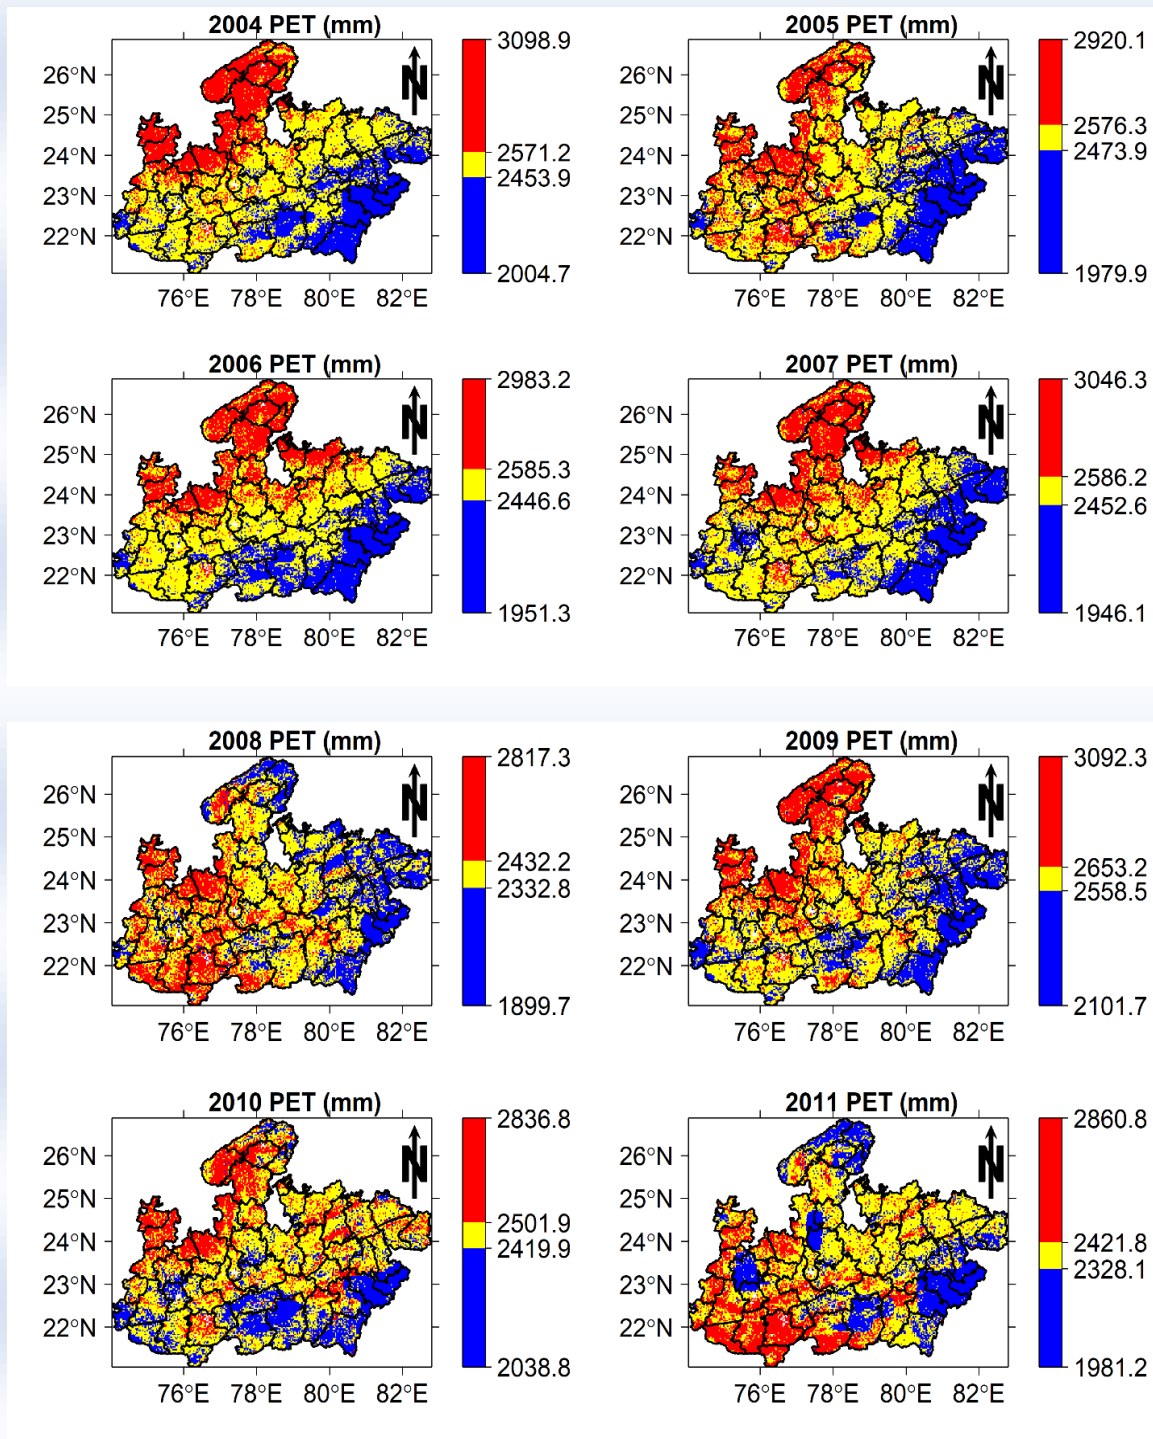 2004 PET (mm)
26°N
25°N
24°N
23°N
22°N
76°E 78°E 80°E 82°E
N
3098.9
2571.2
2453.9
2004.7
2005 PET (mm)
26°N
25°N
24°N
23°N
22°N
76°E 78°E 80°E 82°E
N
2920.1
2576.3
2473.9
1979.9
2006 PET (mm)
26°N
25°N
24°N
23°N
22°N
76°E 78°E 80°E 82°E
N
2983.2
2585.3
2446.6
1951.3
2007 PET (mm)
26°N
25°N
24°N
23°N
22°N
76°E 78°E 80°E 82°E
N
3046.3
2586.2
2452.6
1946.1
2008 PET (mm)
26°N
25°N
24°N
23°N
22°N
76°E 78°E 80°E 82°E
N
2817.3
2432.2
2332.8
1899.7
2009 PET (mm)
26°N
25°N
24°N
23°N
22°N
76°E 78°E 80°E 82°E
N
3092.3
2653.2
2558.5
2101.7
2010 PET (mm)
26°N
25°N
24°N
23°N
22°N
76°E 78°E 80°E 82°E
N
2836.8
2501.9
2419.9
2038.8
2011 PET (mm)
26°N
25°N
24°N
23°N
22°N
76°E 78°E 80°E 82°E
N
2860.8
2421.8
2328.1
1981.2